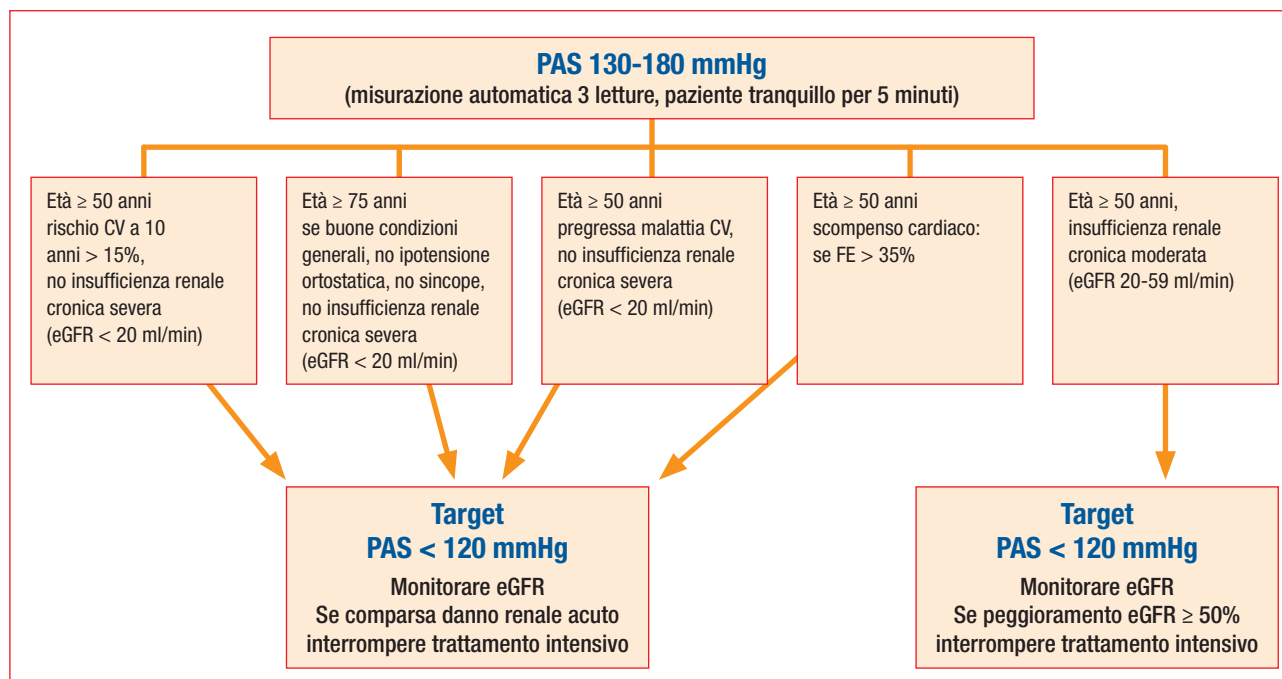 PAS 130-180 mmHg
(misurazione automatica 3 letture, paziente tranquillo per 5 minuti)
Età ≥ 50 anni
rischio CV a 10
anni > 15%,
no insufficienza renale
cronica severa
(eGFR < 20 ml/min)
Età ≥ 75 anni
se buone condizioni
generali, no ipotensione
ortostatica, no sincope,
no insufficienza renale
cronica severa
(eGFR < 20 ml/min)
Età ≥ 50 anni
pregressa malattia CV,
no insufficienza renale
cronica severa
(eGFR < 20 ml/min)
Età ≥ 50 anni
scompenso cardiaco:
se FE > 35%
Età ≥ 50 anni,
insufficienza renale
cronica moderata
(eGFR 20-59 ml/min)
Target
PAS < 120 mmHg
Monitorare eGFR
Se comparsa danno renale acuto
interrompere trattamento intensivo
Target
PAS < 120 mmHg
Monitorare eGFR
Se peggioramento eGFR ≥ 50%
interrompere trattamento intensivo